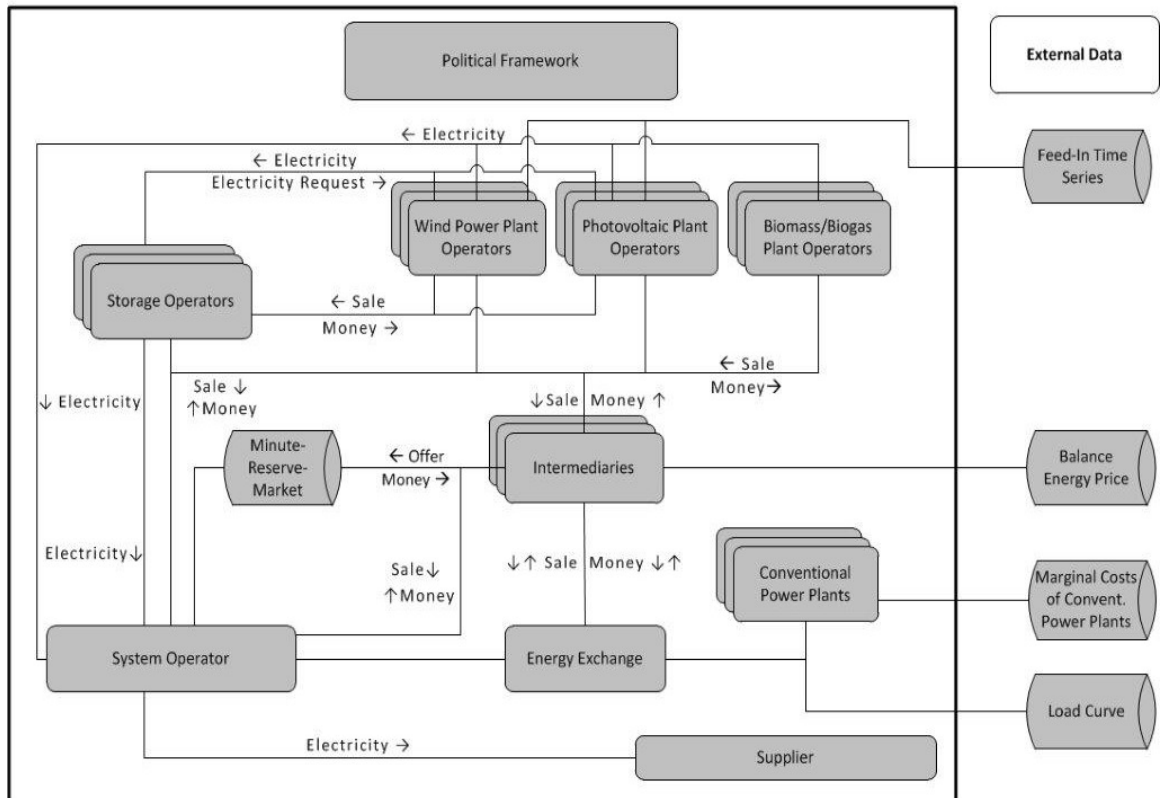 Political Framework
External Data
← Electricity
Feed-In Time
Series
← Electricity
Electricity Request →
Wind Power Plant
Operators
Photovoltaic Plant
Operators
Biomass/Biogas
Plant Operators
Storage Operators
← Sale
Money →
← Sale
Money→
↓ Electricity
Sale ↓
↑Money
↓Sale Money ↑
Minute-
Reserve-
Market
← Offer
Money →
Intermediaries
Balance
Energy Price
Electricity↓
Sale↓
↑Money
↓↑ Sale Money ↓↑
Conventional
Power Plants
Marginal Costs
of Convent.
Power Plants
System Operator
Energy Exchange
Load Curve
Electricity →
Supplier